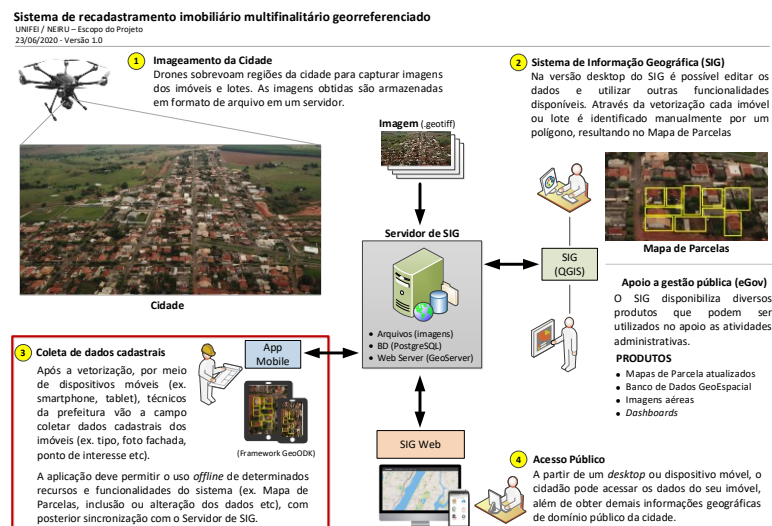 Sistema de recadastramento imobiliário multifinalitário georreferenciado
UNIFEI / NEIRU – Escopo do Projeto
23/06/2020 - Versão 1.0
1 Imageamento da Cidade
Drones sobrevoam regiões da cidade para capturar imagens
dos imóveis e lotes. As imagens obtidas são armazenadas
em formato de arquivo em um servidor.
Cidade
Imagem (.geotiff)
Servidor de SIG
• Arquivos (imagens)
• BD (PostgreSQL)
• Web Server (GeoServer)
2 Sistema de Informação Geográfica (SIG)
Na versão desktop do SIG é possível editar os
dados e utilizar outras funcionalidades
disponíveis. Através da vetorização cada imóvel
ou lote é identificado manualmente por um
polígono, resultando no Mapa de Parcelas
Mapa de Parcelas
SIG
(QGIS)
Apoio a gestão pública (eGov)
O SIG disponibiliza diversos
produtos que podem ser
utilizados no apoio as atividades
administrativas.
PRODUTOS
• Mapas de Parcela atualizados
• Banco de Dados GeoEspacial
• Imagens aéreas
• Dashboards
3 Coleta de dados cadastrais
Após a vetorização, por meio
de dispositivos móveis (ex.
smartphone, tablet), técnicos
da prefeitura vão a campo
coletar dados cadastrais dos
imóveis (ex. tipo, foto fachada,
ponto de interesse etc).
App
Mobile
(Framework GeoODK)
A aplicação deve permitir o uso offline de determinados
recursos e funcionalidades do sistema (ex. Mapa de
Parcelas, inclusão ou alteração dos dados etc), com
posterior sincronização com o Servidor de SIG.
SIG Web
4 Acesso Público
A partir de um desktop ou dispositivo móvel, o
cidadão pode acessar os dados do seu imóvel,
além de obter demais informações geográficas
de domínio público da cidade.